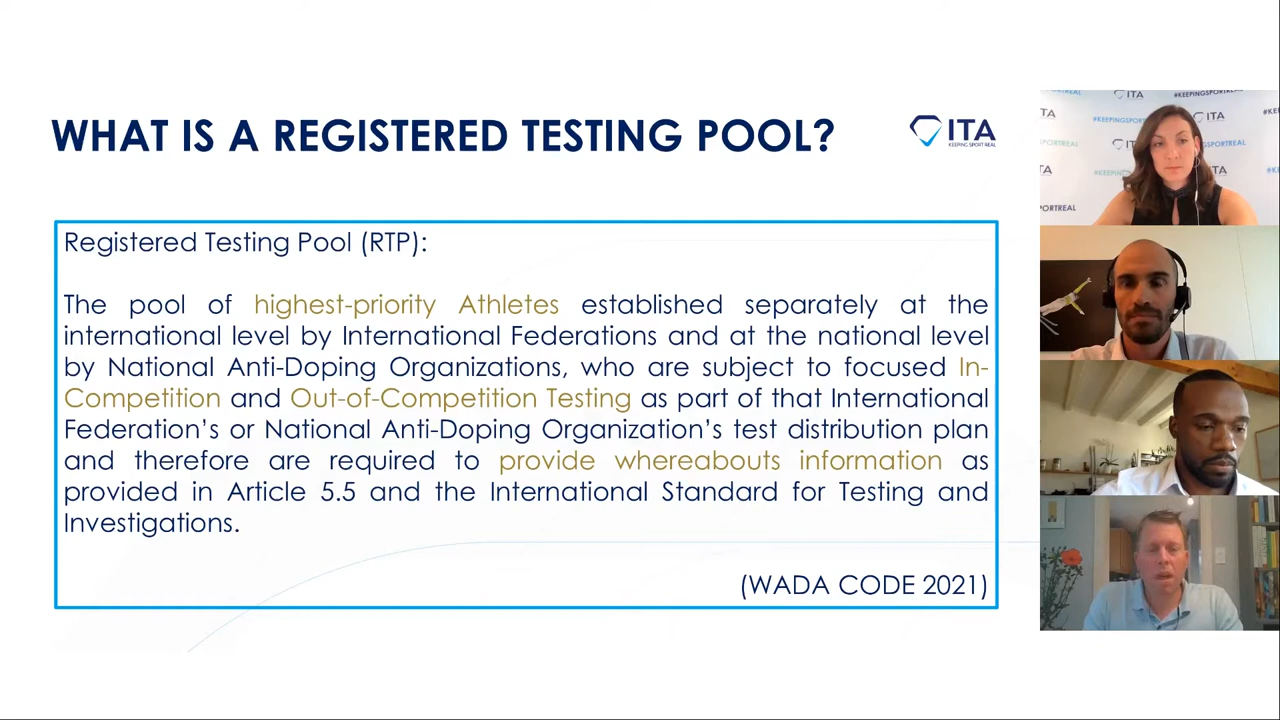 WHAT IS A REGISTERED TESTING POOL?
ITA
KEEPING SPORT REAL
Registered Testing Pool (RTP):
The pool of highest-priority Athletes established separately at the
international level by International Federations and at the national level
by National Anti-Doping Organizations, who are subject to focused In-
Competition and Out-of-Competition Testing as part of that International
Federation's or National Anti-Doping Organization's test distribution plan
and therefore are required to provide whereabouts information as
provided in Article 5.5 and the International Standard for Testing and
Investigations.
(WADA CODE 2021)
ITA
ITA
ITA
#KEEPINGSPORTREAL